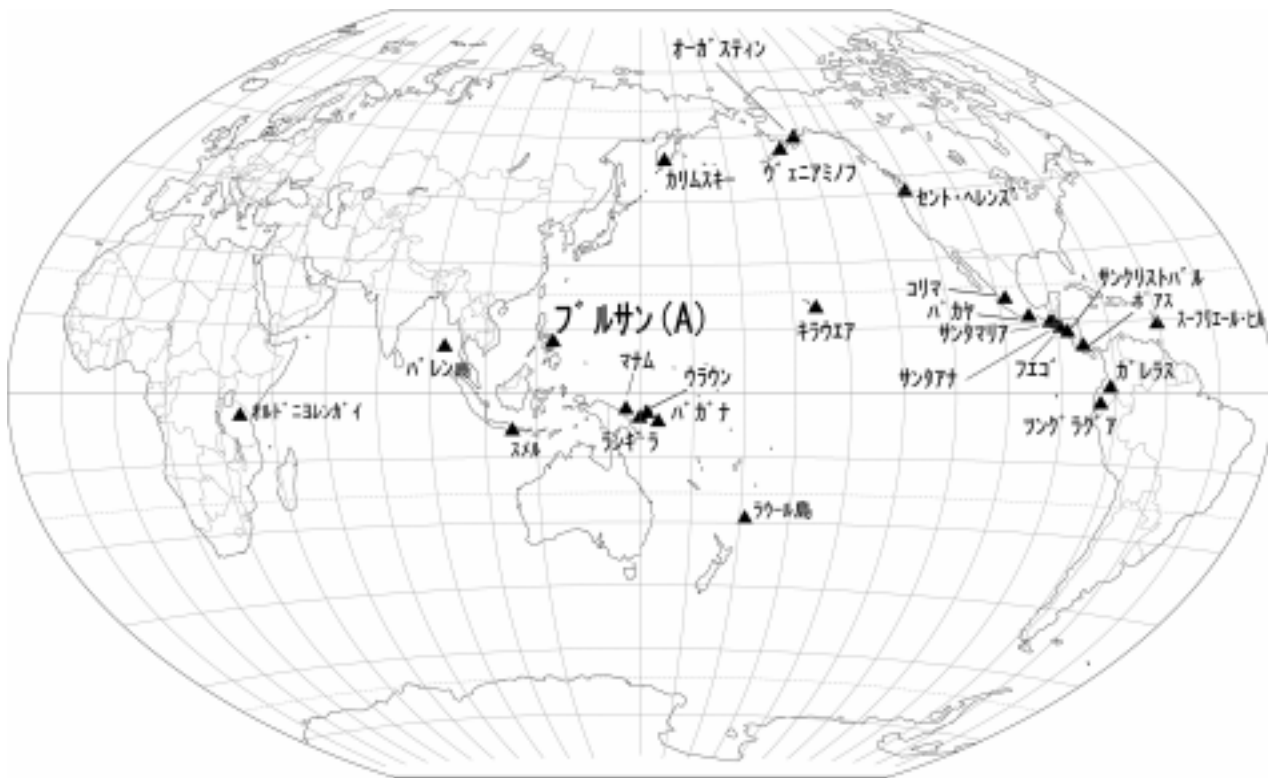 オーガスティン
カリムスキー
ヴェニアミノフ
セント・ヘレンズ
サンクリストバル
コリマ
ポアス
パカヤ
スーフリエール・ヒル
サンタマリア
キラウエア
ブルサン(A)
フエゴ
ガレラス
サンタアナ
マナム
ウラウン
バレン島
オルドニヨレンガイ
バガナ
ツングラグア
ランギラ
スメル
ラウール島